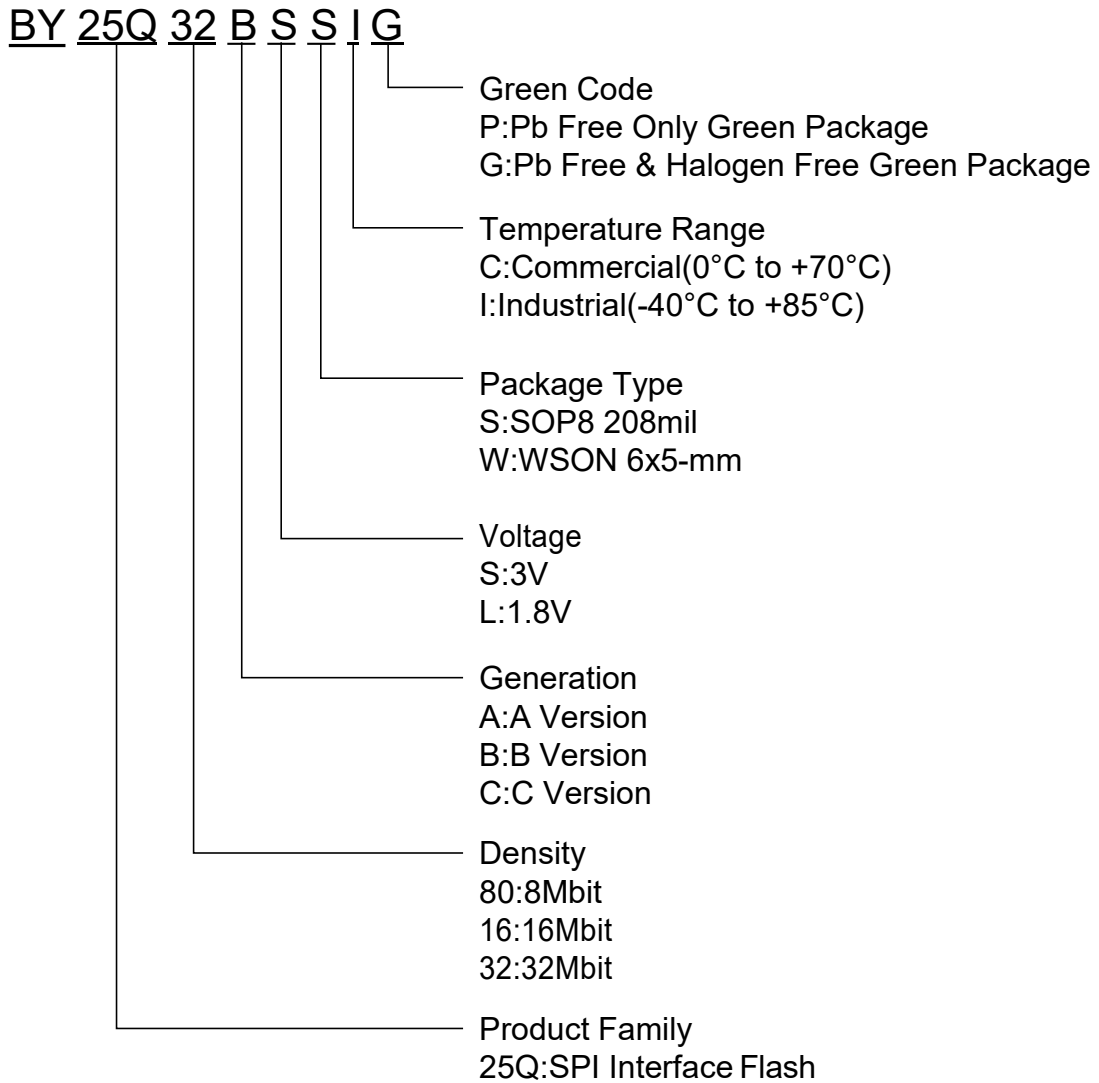 BY 25Q 32 B S S I G
Green Code
P:Pb Free Only Green Package
G:Pb Free & Halogen Free Green Package
Temperature Range
C:Commercial(0°C to +70°C)
I:Industrial(-40°C to +85°C)
Package Type
S:SOP8 208mil
W:WSON 6x5-mm
Voltage
S:3V
L:1.8V
Generation
A:A Version
B:B Version
C:C Version
Density
80:8Mbit
16:16Mbit
32:32Mbit
Product Family
25Q:SPI Interface Flash